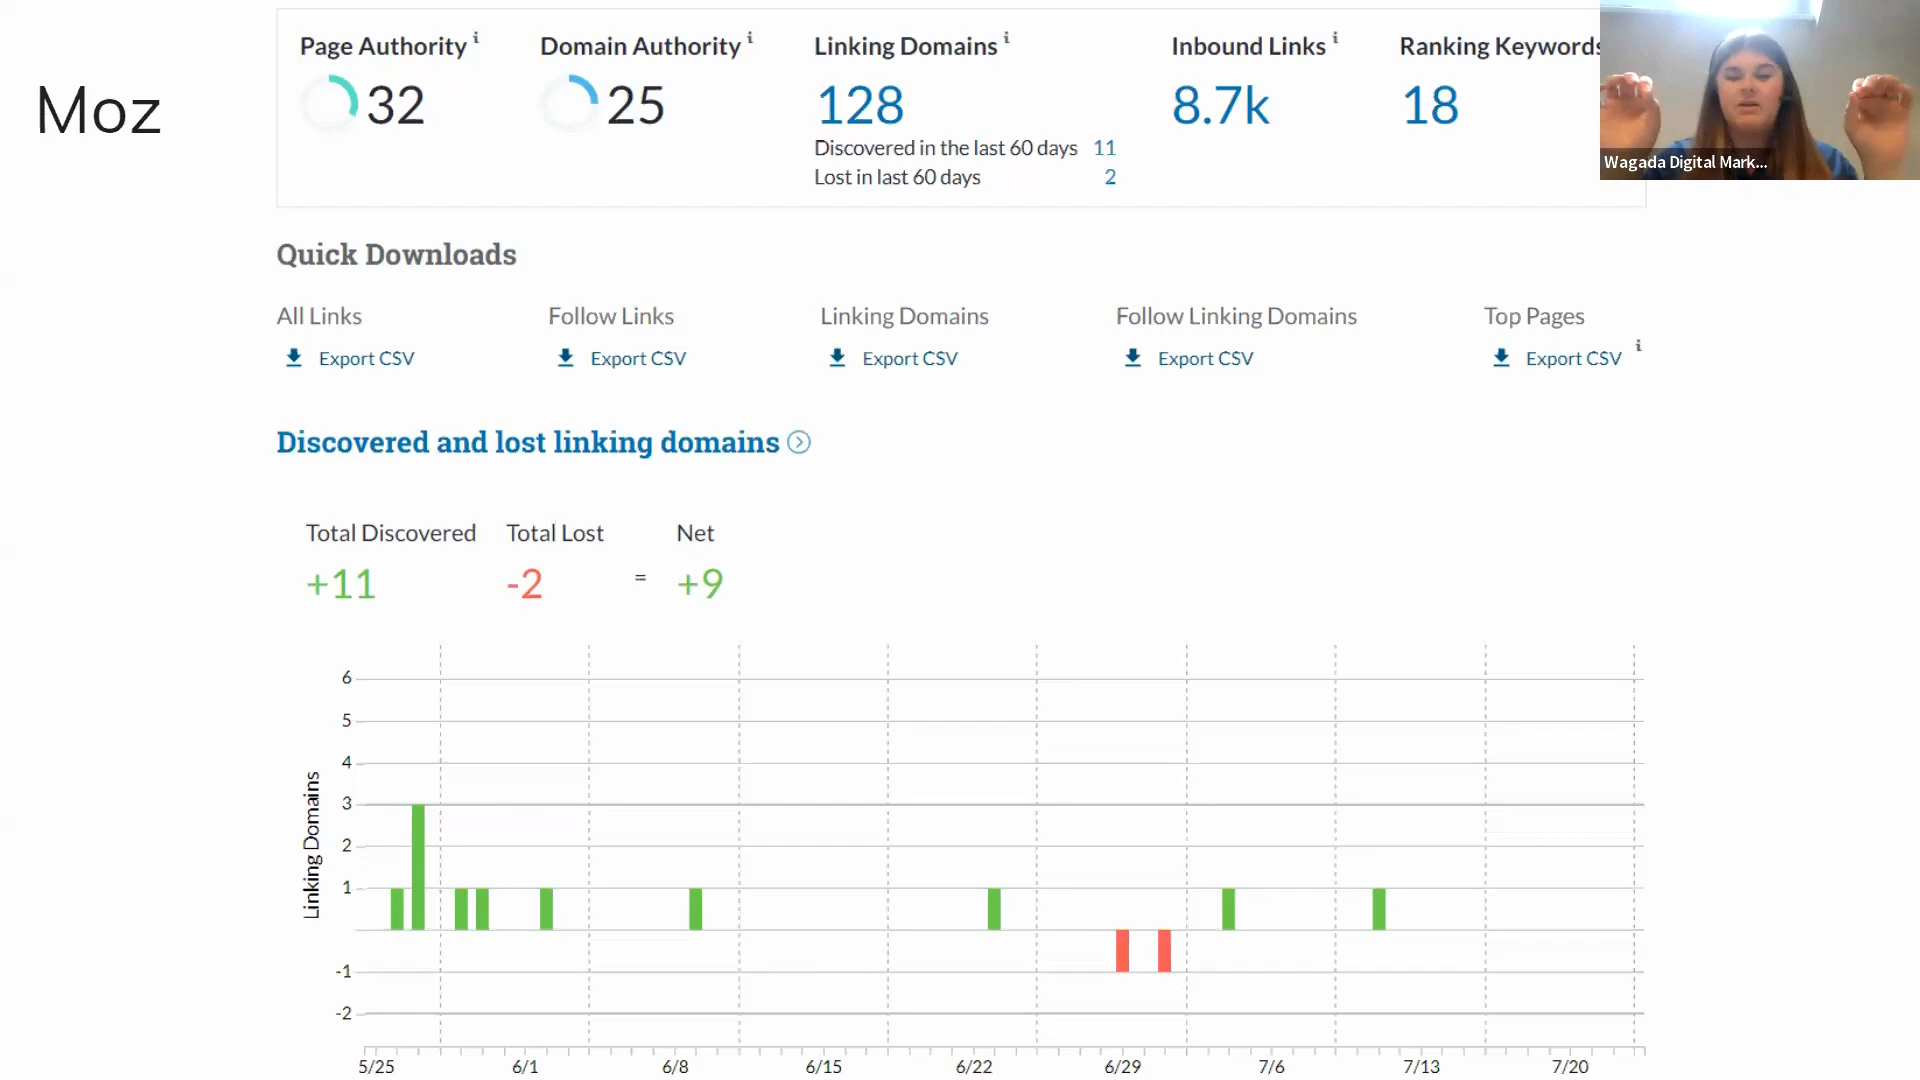 Moz
Page Authority i
32
Domain Authority i
25
Linking Domains i
128
Discovered in the last 60 days 11
Lost in last 60 days 2
Inbound Links i
8.7k
Ranking Keywords
18
Wagada Digital Mark...
Quick Downloads
All Links
Export CSV
Follow Links
Export CSV
Linking Domains
Export CSV
Follow Linking Domains
Export CSV
Top Pages
Export CSV i
Discovered and lost linking domains
Total Discovered Total Lost Net
+11 -2 = +9
Linking Domains
6
5
4
3
2
1
-1
-2
5/25 6/1 6/8 6/15 6/22 6/29 7/6 7/13 7/20